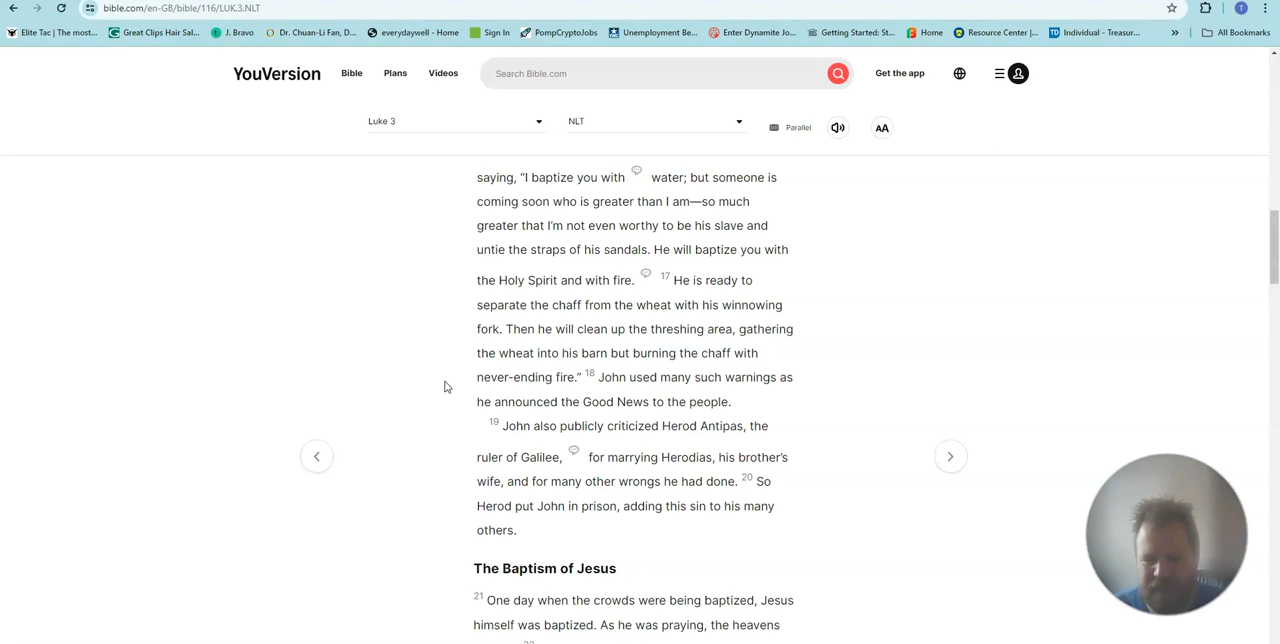 bible.com/en-GB/bible/116/LUK.3.NLT
T
Elite Tac | The most... Great Clips Hair Sal... J. Bravo Dr. Chuan-Li Fan, D... everydaywell - Home Sign In PompCryptoJobs Unemployment Be... Enter Dynamite Jo... Getting Started: St... Home Resource Center |... TD Individual - Treasur... » All Bookmarks
YouVersion Bible Plans Videos Search Bible.com Get the app
Luke 3 NLT Parallel AA
saying, “I baptize you with water; but someone is
coming soon who is greater than I am—so much
greater that I’m not even worthy to be his slave and
untie the straps of his sandals. He will baptize you with
the Holy Spirit and with fire. 17 He is ready to
separate the chaff from the wheat with his winnowing
fork. Then he will clean up the threshing area, gathering
the wheat into his barn but burning the chaff with
never-ending fire.” 18 John used many such warnings as
he announced the Good News to the people.
19 John also publicly criticized Herod Antipas, the
ruler of Galilee, for marrying Herodias, his brother’s
wife, and for many other wrongs he had done. 20 So
Herod put John in prison, adding this sin to his many
others.
The Baptism of Jesus
21 One day when the crowds were being baptized, Jesus
himself was baptized. As he was praying, the heavens
22